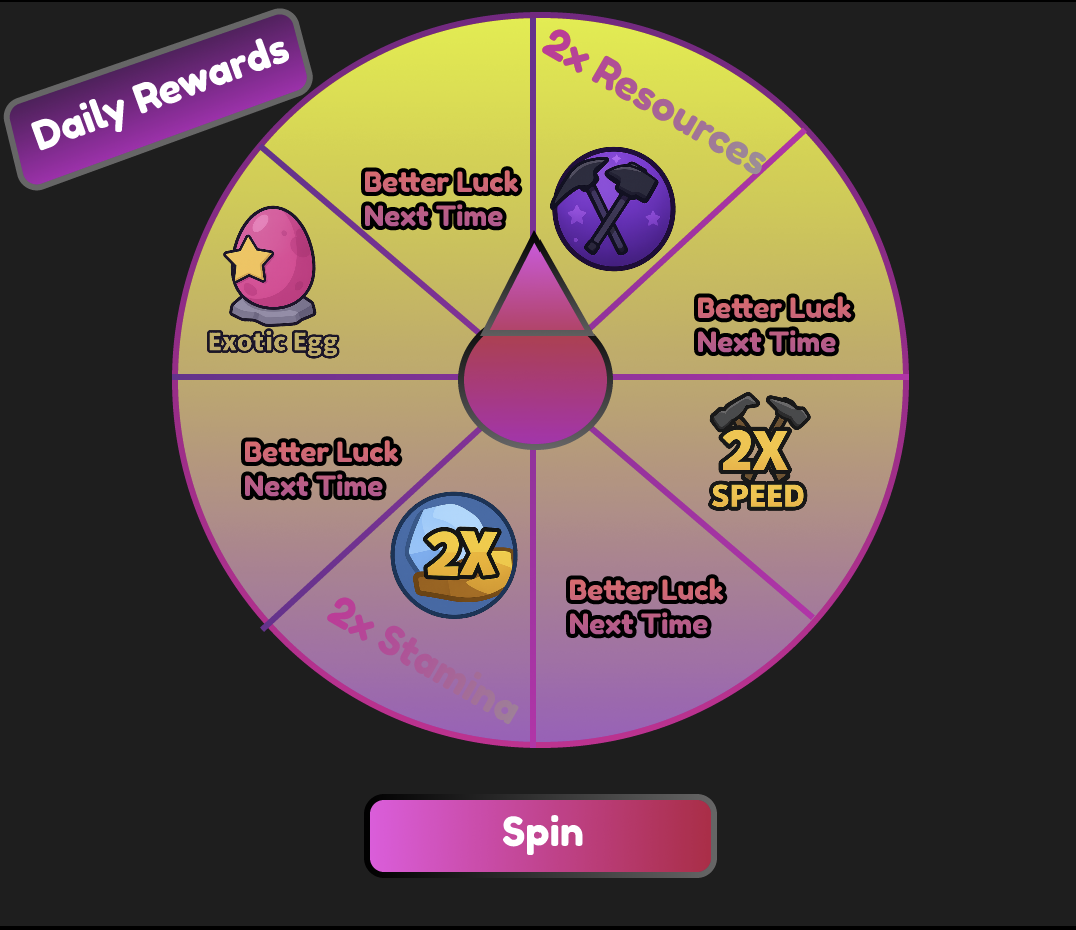 Daily Rewards
2x Resources
Better Luck
Next Time
Exotic Egg
Better Luck
Next Time
2X
SPEED
Better Luck
Next Time
2X
2x Stamina
Better Luck
Next Time
Spin